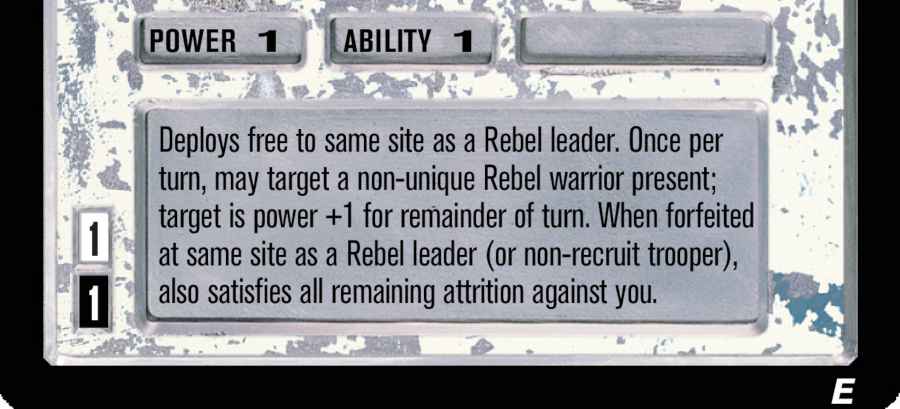 POWER 1 ABILITY 1
Deploys free to same site as a Rebel leader. Once per
turn, may target a non-unique Rebel warrior present;
target is power +1 for remainder of turn. When forfeited
at same site as a Rebel leader (or non-recruit trooper),
also satisfies all remaining attrition against you.
1
1
E